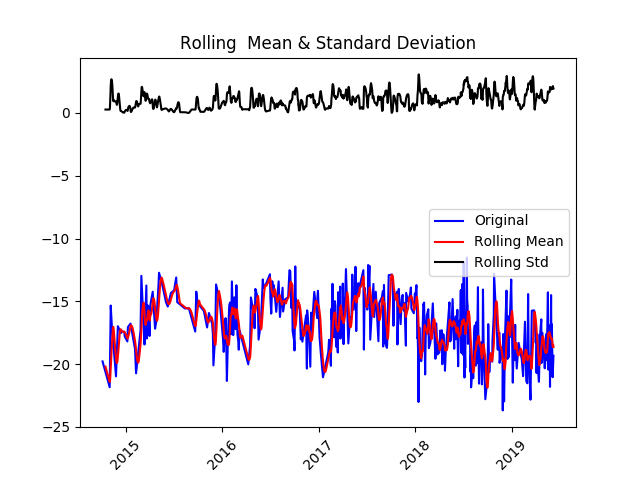 Rolling  Mean & Standard Deviation
0
−5
−10
−15
−20
−25
Original
Rolling Mean
Rolling Std
2015
2016
2017
2018
2019